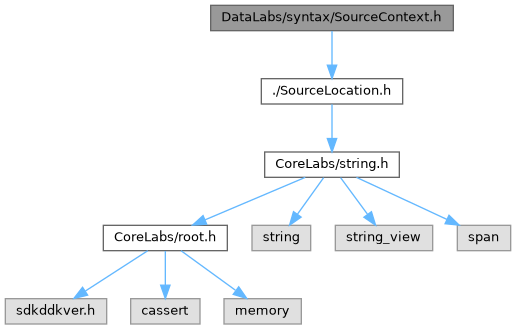 DataLabs/syntax/SourceContext.h
./SourceLocation.h
CoreLabs/string.h
CoreLabs/root.h
string
string_view
span
sdkddkver.h
cassert
memory